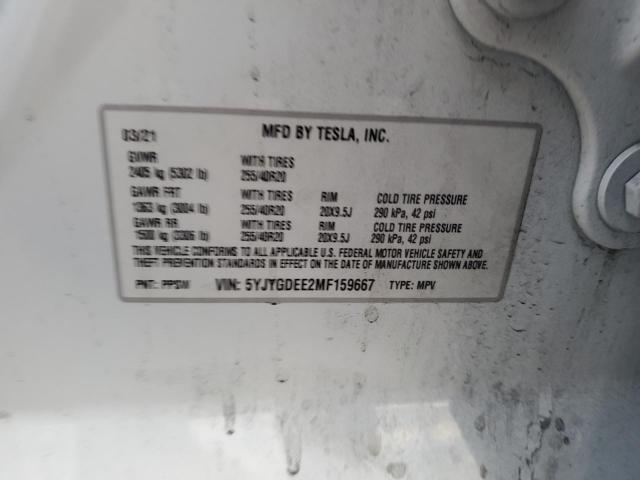 03/21 MFD BY TESLA, INC.
GVWR WITH TIRES
2405 kg (5302 lb) 255/40R20
GAWR FRT WITH TIRES RIM COLD TIRE PRESSURE
1363 kg (3004 lb) 255/40R20 20X9.5J 290 kPa, 42 psi
GAWR RR WITH TIRES RIM COLD TIRE PRESSURE
1500 kg (3306 lb) 255/40R20 20X9.5J 290 kPa, 42 psi
THIS VEHICLE CONFORMS TO ALL APPLICABLE U.S. FEDERAL MOTOR VEHICLE SAFETY AND
THEFT PREVENTION STANDARDS IN EFFECT ON THE DATE OF MANUFACTURE SHOWN ABOVE.
PNT: PPSW VIN: 5YJYGDEE2MF159667 TYPE: MPV